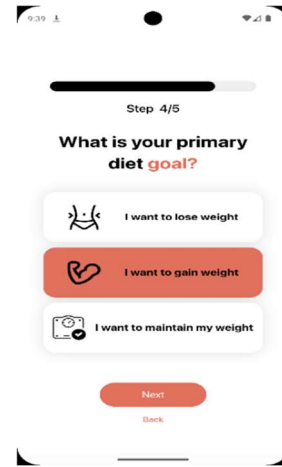 9:39
Step 4/5
What is your primary
diet goal?
I want to lose weight
I want to gain weight
I want to maintain my weight
Next
Back